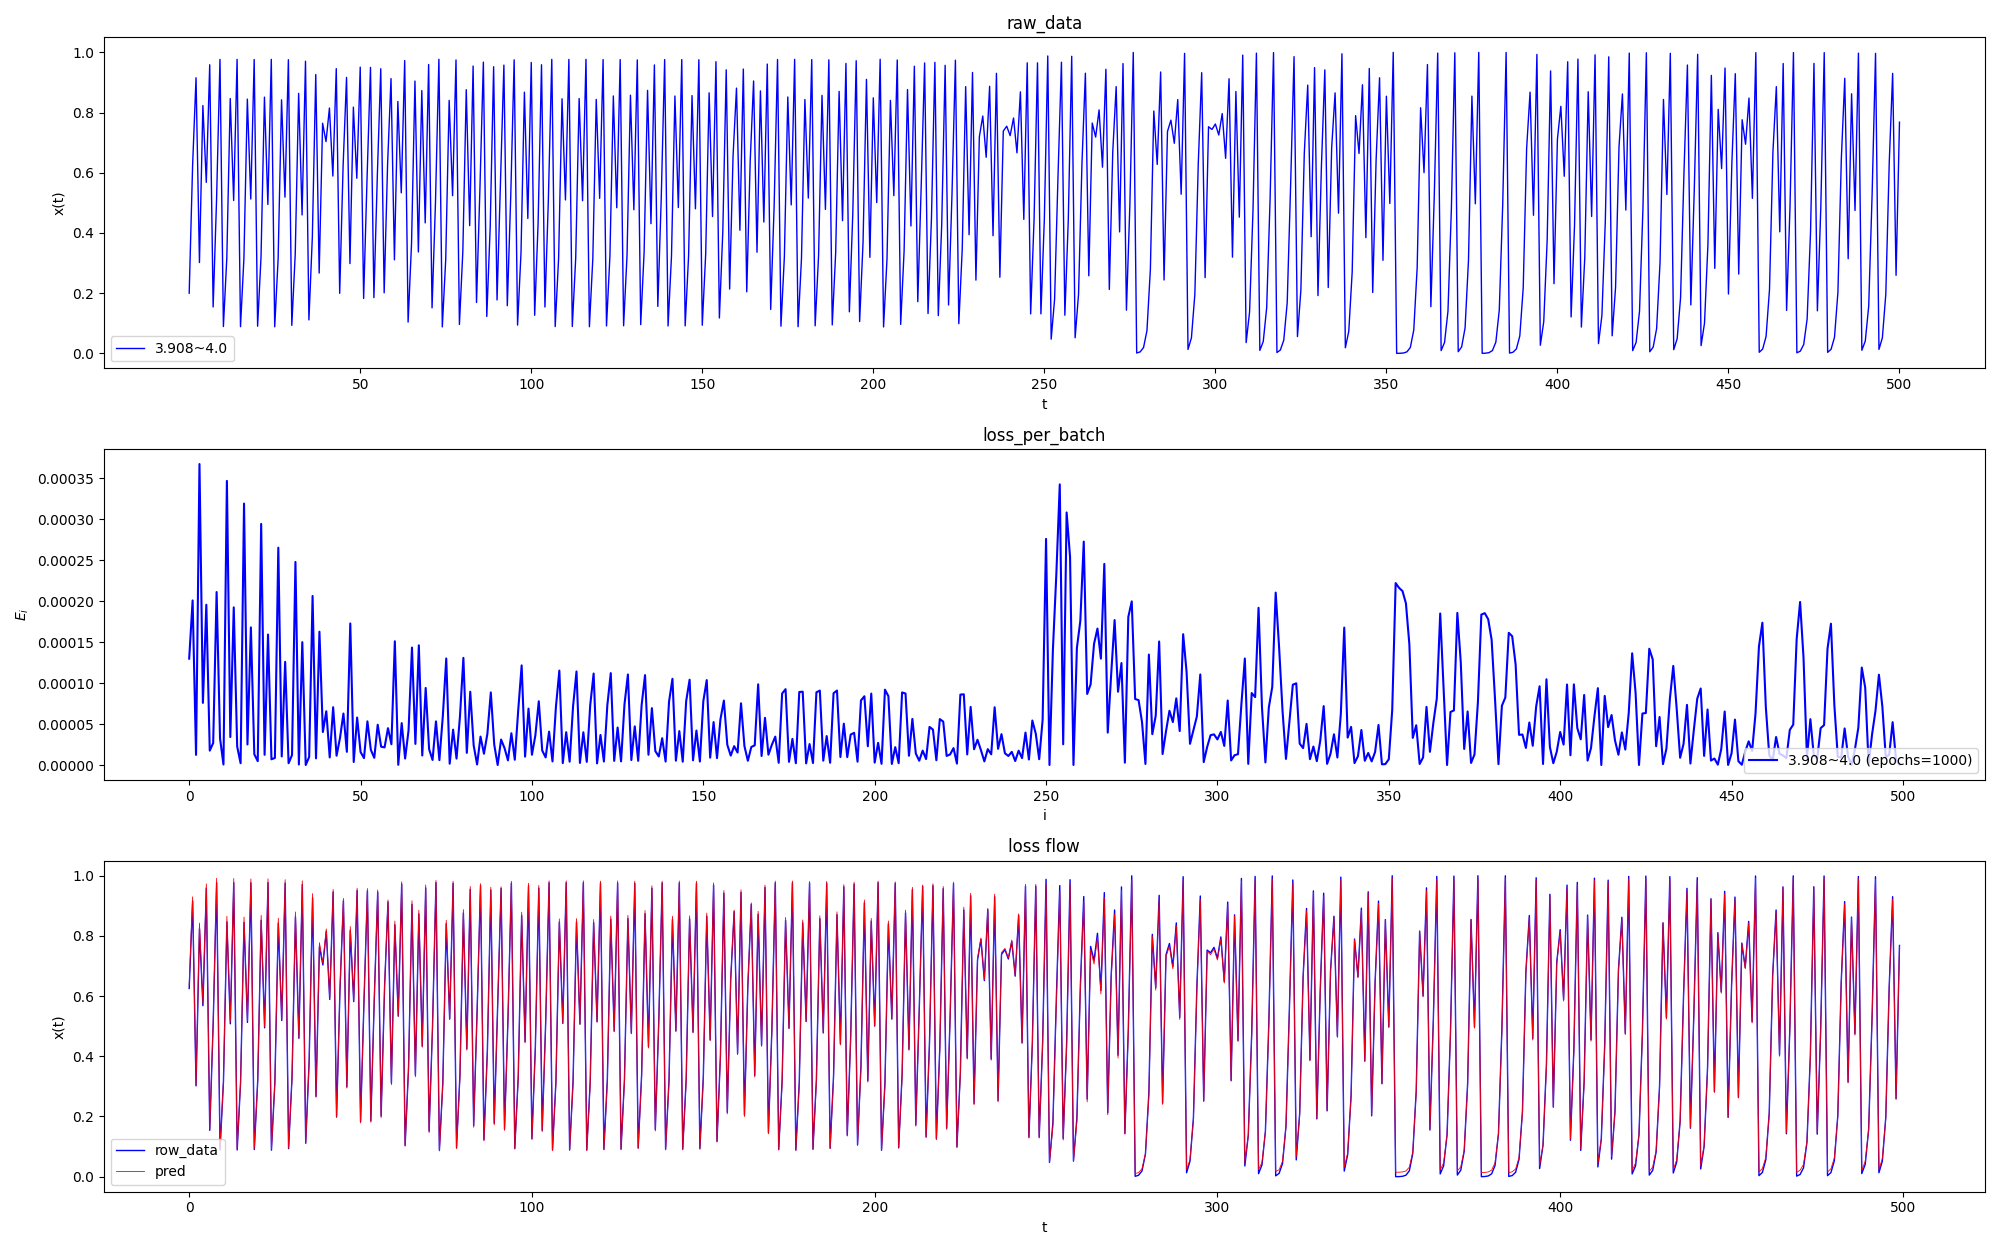 raw_data
1.0
0.8
0.6
0.4
0.2
0.0
x(t)
3.908~4.0
50 100 150 200 250 300 350 400 450 500
t
loss_per_batch
0.00035
0.00030
0.00025
0.00020
0.00015
0.00010
0.00005
0.00000
E_i
3.908~4.0 (epochs=1000)
0 50 100 150 200 250 300 350 400 450 500
i
loss flow
1.0
0.8
0.6
0.4
0.2
0.0
x(t)
row_data
pred
0 100 200 300 400 500
t